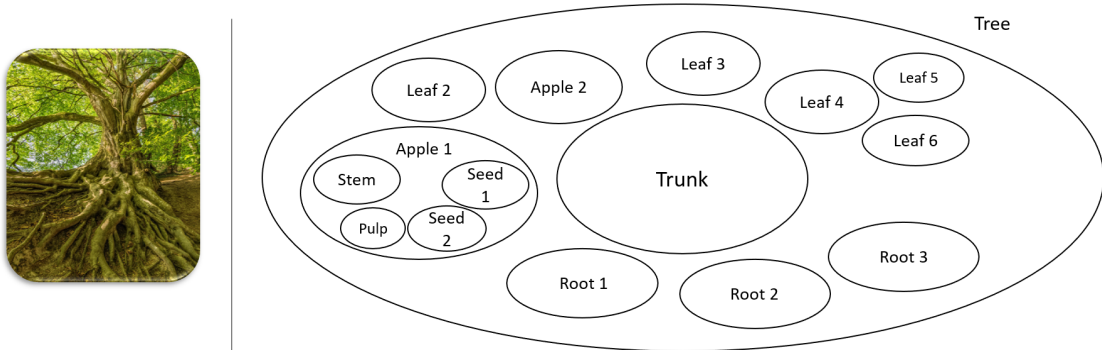 Tree
Leaf 2
Apple 2
Leaf 3
Leaf 4
Leaf 5
Leaf 6
Apple 1
Stem
Seed
1
Pulp
Seed
2
Trunk
Root 1
Root 2
Root 3